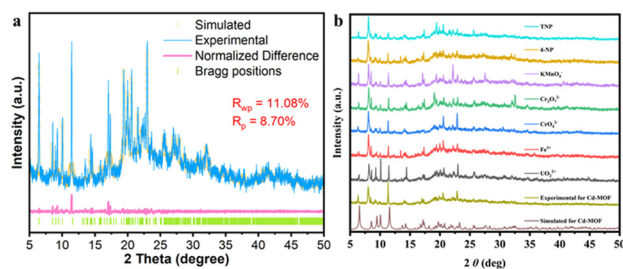 a
Simulated
Experimental
Normalized Difference
Bragg positions
Rwp = 11.08%
Rp = 8.70%
Intensity (a.u.)
5 10 15 20 25 30 35 40 45 50
2 Theta (degree)
b
TNP
4-NP
KMnO4-
Cr2O72-
CrO42-
Fe3+
UO22+
Experimental for Cd-MOF
Simulated for Cd-MOF
Intensity (a.u.)
5 10 15 20 25 30 35 40 45 50
2 θ (deg)